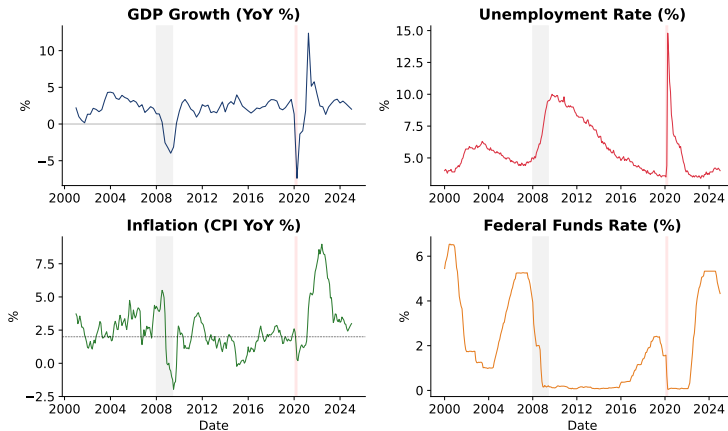 GDP Growth (YoY %)
%
10
5
0
−5
2000 2004 2008 2012 2016 2020 2024
Unemployment Rate (%)
%
15.0
12.5
10.0
7.5
5.0
2000 2004 2008 2012 2016 2020 2024
Inflation (CPI YoY %)
%
7.5
5.0
2.5
0.0
−2.5
2000 2004 2008 2012 2016 2020 2024
Date
Federal Funds Rate (%)
%
6
4
2
0
2000 2004 2008 2012 2016 2020 2024
Date